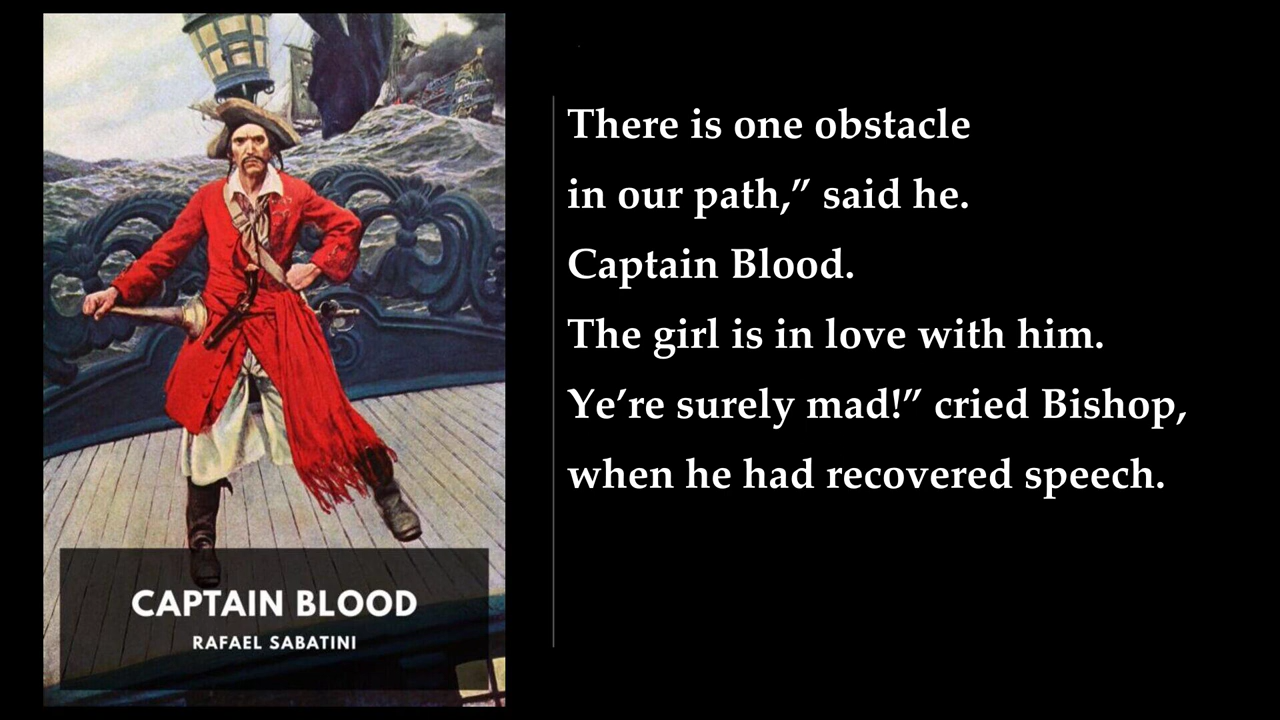 There is one obstacle
in our path,” said he.
Captain Blood.
The girl is in love with him.
Ye’re surely mad!” cried Bishop,
when he had recovered speech.
CAPTAIN BLOOD
RAFAEL SABATINI